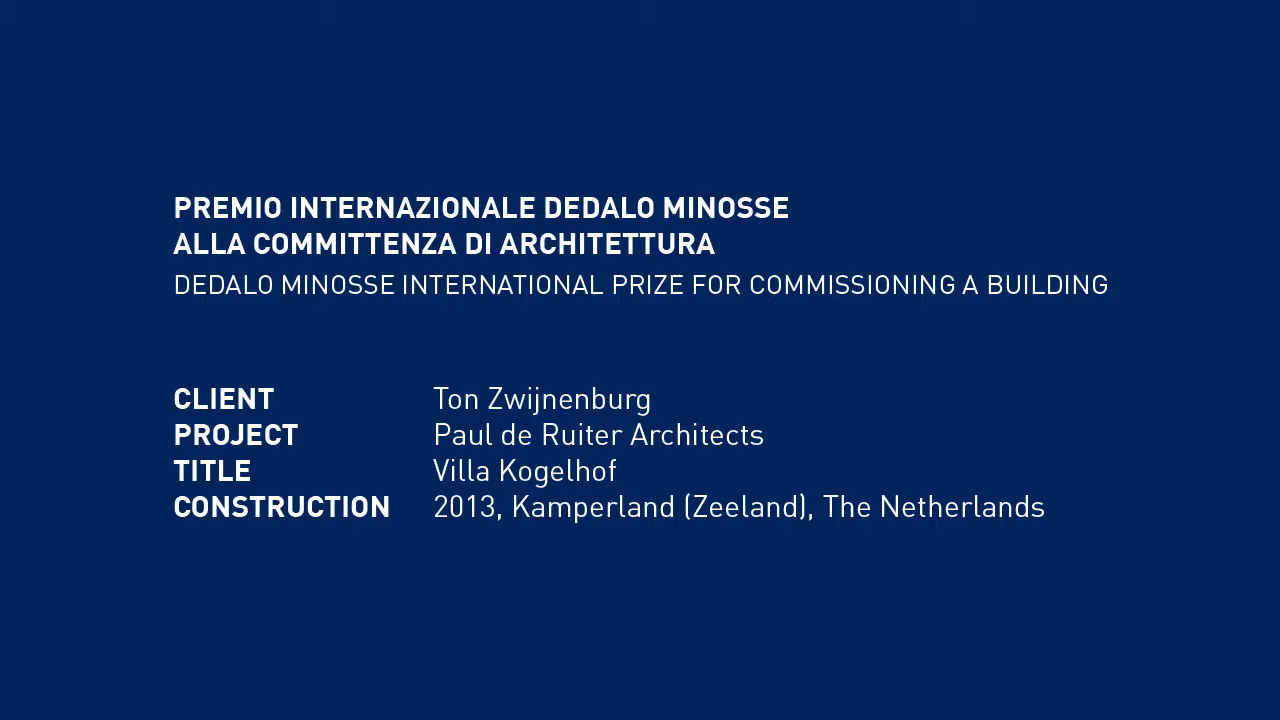 PREMIO INTERNAZIONALE DEDALO MINOSSE
ALLA COMMITTENZA DI ARCHITETTURA
DEDALO MINOSSE INTERNATIONAL PRIZE FOR COMMISSIONING A BUILDING
CLIENT Ton Zwijnenburg
PROJECT Paul de Ruiter Architects
TITLE Villa Kogelhof
CONSTRUCTION 2013, Kamperland (Zeeland), The Netherlands